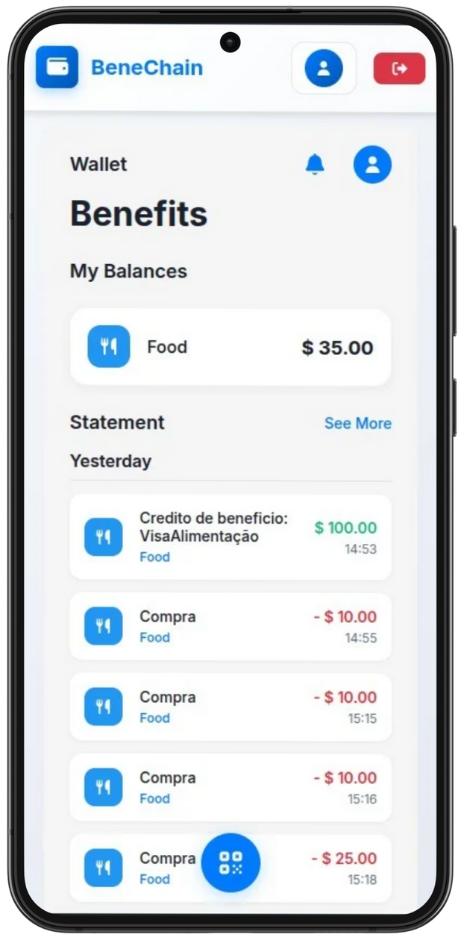 BeneChain
Wallet
Benefits
My Balances
Food
$ 35.00
Statement
See More
Yesterday
Credito de beneficio:
VisaAlimentação
Food
$ 100.00
14:53
Compra
Food
- $ 10.00
14:55
Compra
Food
- $ 10.00
15:15
Compra
Food
- $ 10.00
15:16
Compra
Food
- $ 25.00
15:18